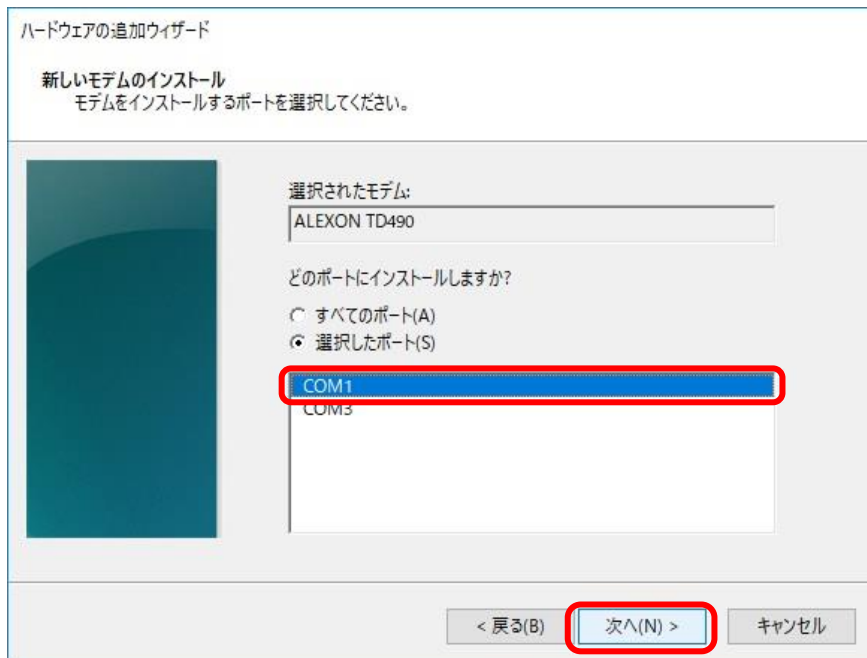 ハードウェアの追加ウィザード
新しいモデムのインストール
モデムをインストールするポートを選択してください。
選択されたモデム:
ALEXON TD490
どのポートにインストールしますか?
すべてのポート(A)
選択したポート(S)
COM1
COM3
< 戻る(B) 次へ(N) > キャンセル